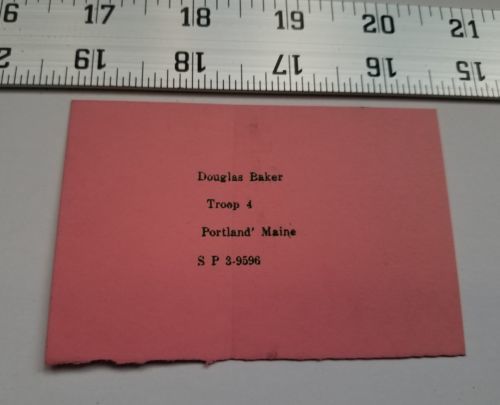 6 17 18 19 20 21
19 18 17 16 15
Douglas Baker
Troop 4
Portland' Maine
S P 3-9596